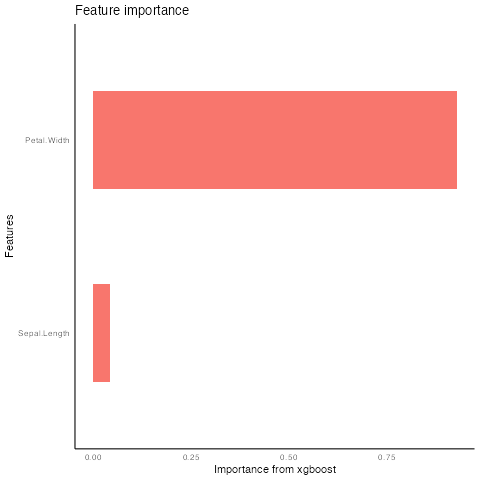 Feature importance
Petal.Width
Features
Sepal.Length
0.00 0.25 0.50 0.75
Importance from xgboost